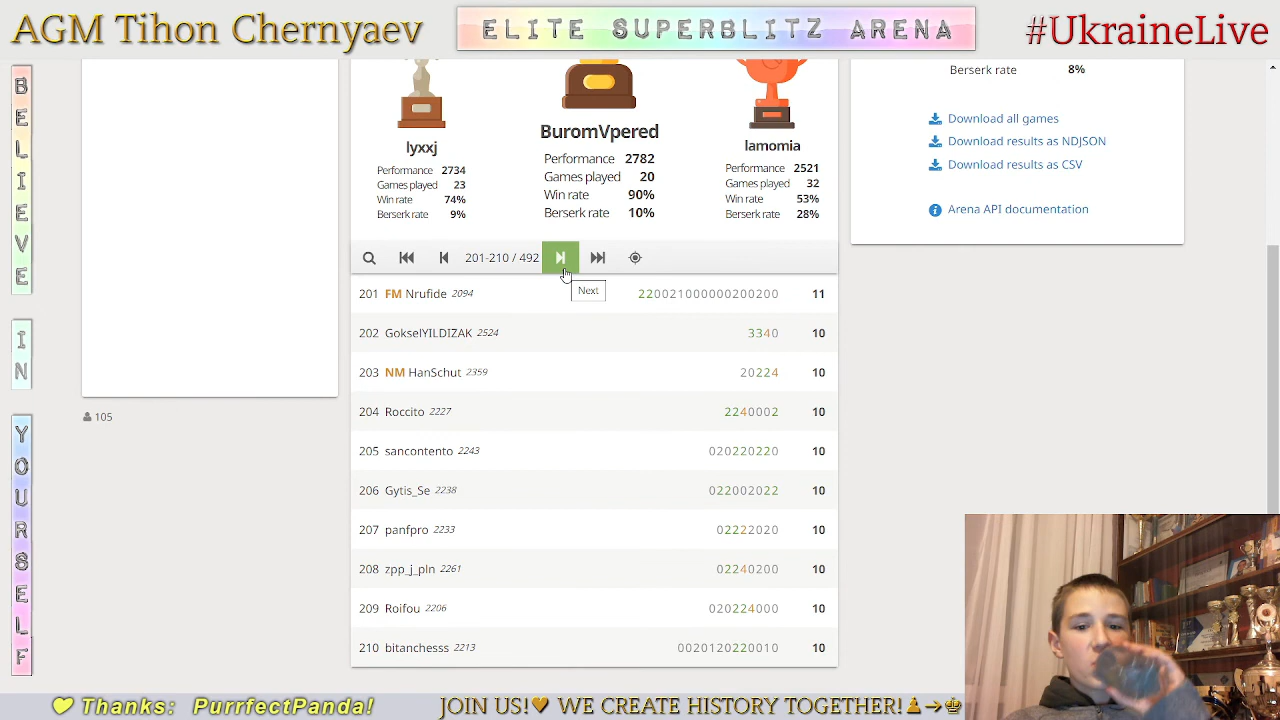 AGM Tihon Chernyaev
ELITE SUPERBLITZ ARENA
#UkraineLive
BELIEVE
IN
YOURSELF
105
lyxxj
Performance 2734
Games played 23
Win rate 74%
Berserk rate 9%
BuromVpered
Performance 2782
Games played 20
Win rate 90%
Berserk rate 10%
lamomia
Performance 2521
Games played 32
Win rate 53%
Berserk rate 28%
201-210 / 492
Next
201 FM Nrufide 2094 220021000000200200 11
202 GokselYILDIZAK 2524 3340 10
203 NM HanSchut 2359 20224 10
204 Roccito 2227 2240002 10
205 sancontento 2243 020220220 10
206 Gytis_Se 2238 022002022 10
207 panfpro 2233 02222020 10
208 zpp_j_pln 2261 02240200 10
209 Roifou 2206 020224000 10
210 bitanchesss 2213 0020120220010 10
Berserk rate 8%
Download all games
Download results as NDJSON
Download results as CSV
Arena API documentation
Thanks: PurrfectPanda!
JOIN US!♥ WE CREATE HISTORY TOGETHER!♟→♚